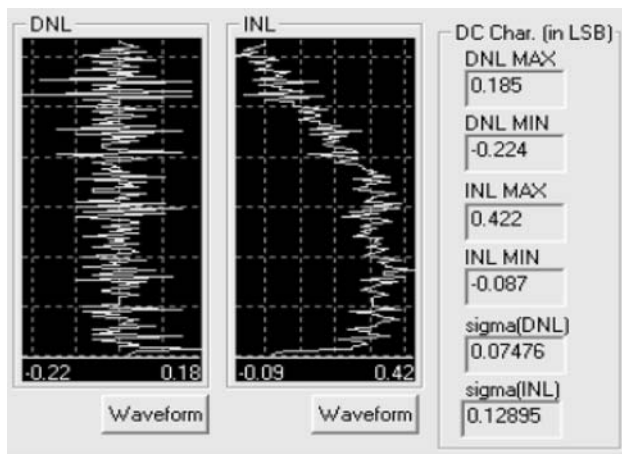 DNL
-0.22 0.18
Waveform
INL
-0.09 0.42
Waveform
DC Char. (in LSB)
DNL MAX
0.185
DNL MIN
-0.224
INL MAX
0.422
INL MIN
-0.087
sigma(DNL)
0.07476
sigma(INL)
0.12895